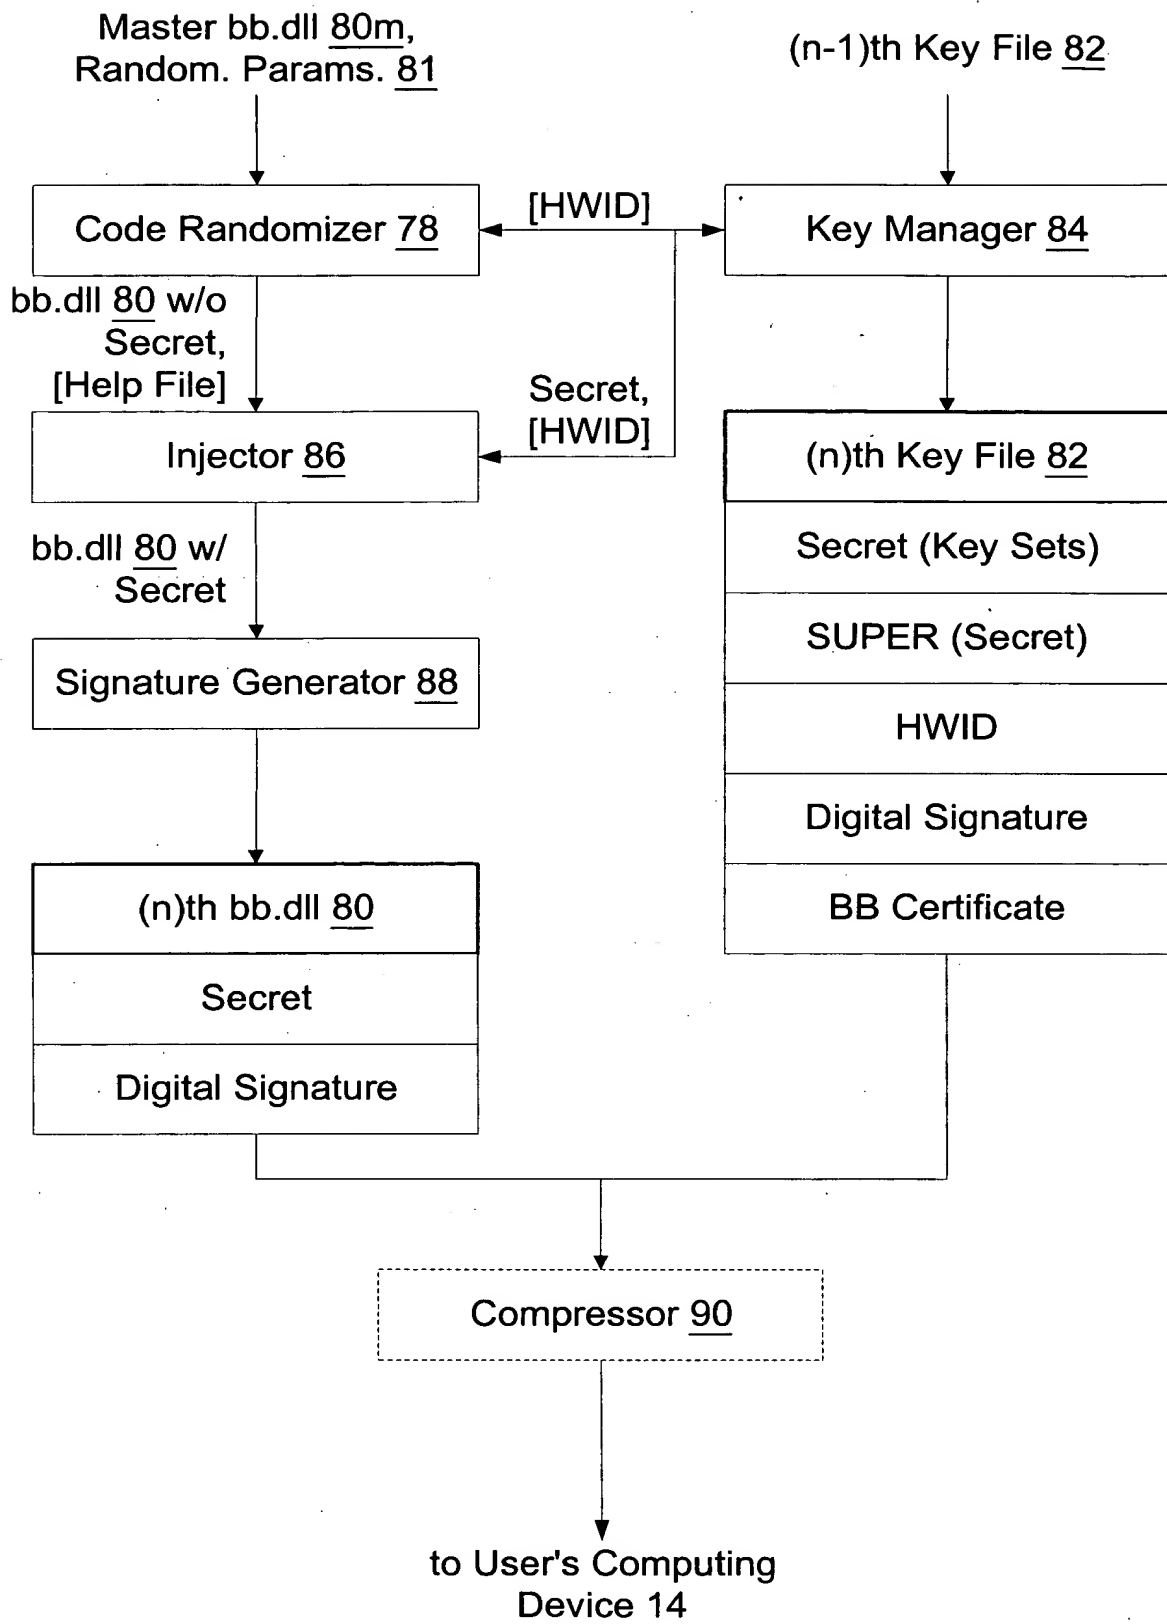 Master bb.dll 80m,
Random. Params. 81
(n-1)th Key File 82
Code Randomizer 78
[HWID]
Key Manager 84
bb.dll 80 w/o
Secret,
[Help File]
Secret,
[HWID]
Injector 86
(n)th Key File 82
Secret (Key Sets)
SUPER (Secret)
HWID
Digital Signature
BB Certificate
bb.dll 80 w/
Secret
Signature Generator 88
(n)th bb.dll 80
Secret
Digital Signature
Compressor 90
to User's Computing
Device 14